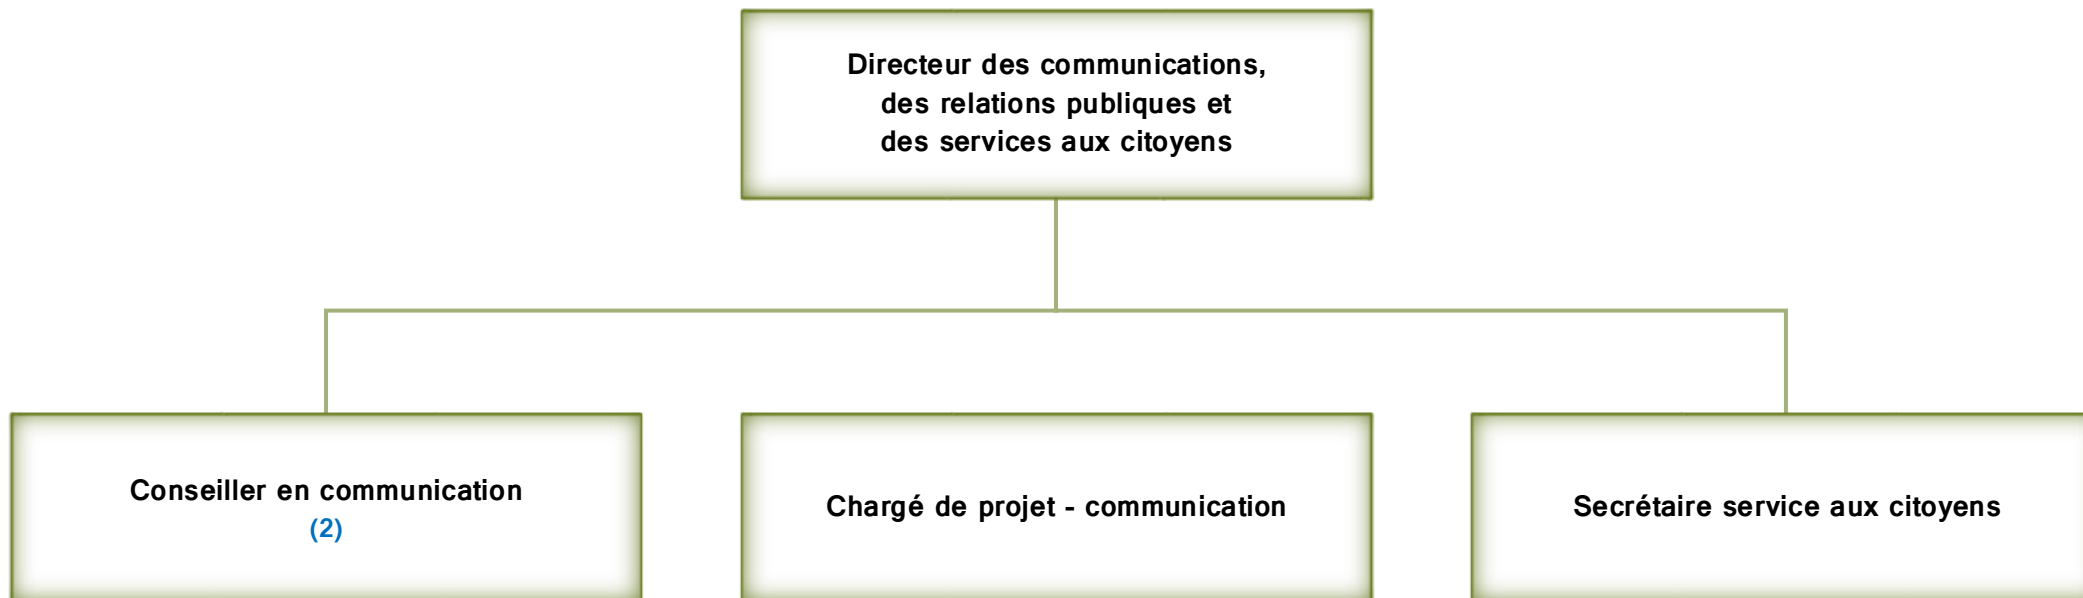 Directeur des communications,
des relations publiques et
des services aux citoyens
Conseiller en communication
(2)
Chargé de projet - communication
Secrétaire service aux citoyens